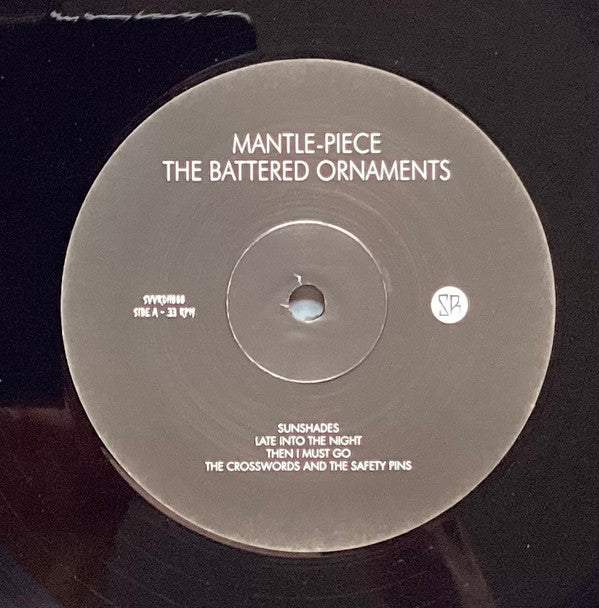 MANTLE-PIECE
THE BATTERED ORNAMENTS
SIDE A - 33 RPM
SR
SUNSHADES
LATE INTO THE NIGHT
THEN I MUST GO
THE CROSSWORDS AND THE SAFETY PINS